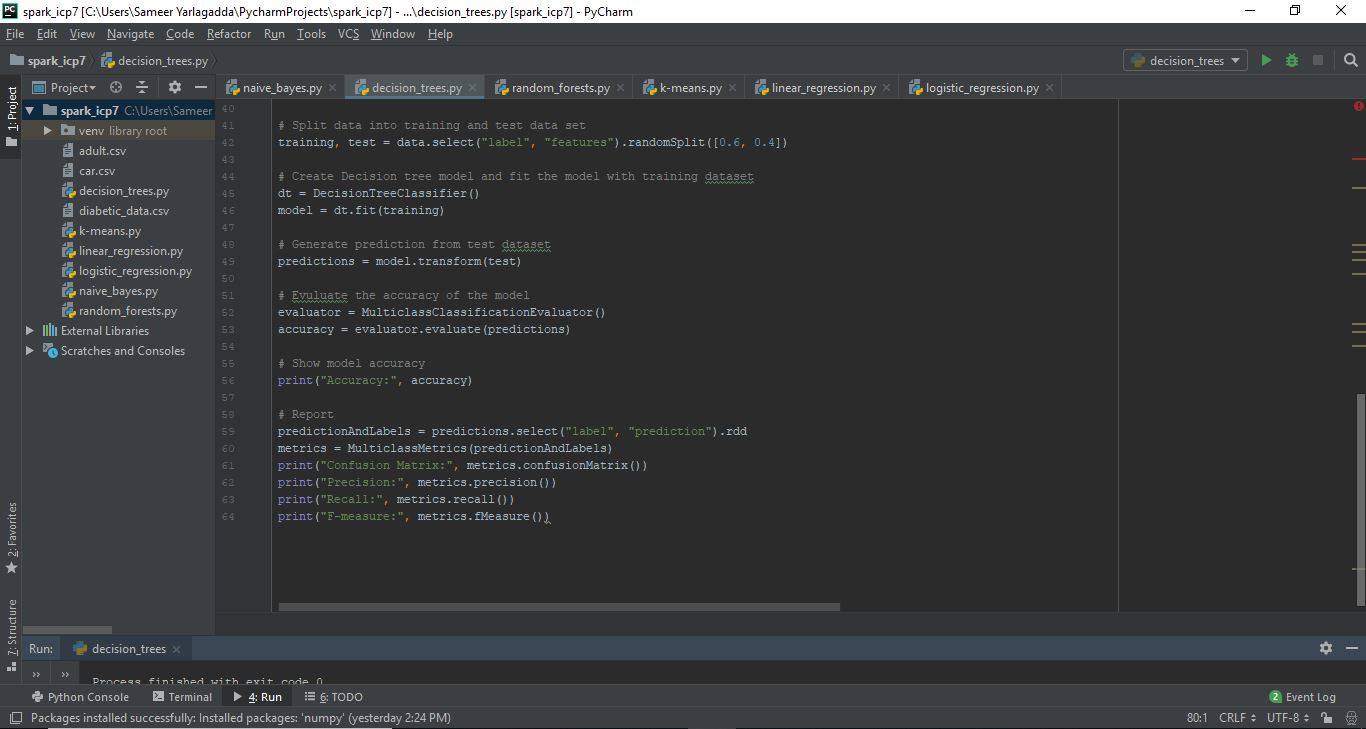 PC spark_icp7 [C:\Users\Sameer Yarlagadda\PycharmProjects\spark_icp7] - ...\decision_trees.py [spark_icp7] - PyCharm
File Edit View Navigate Code Refactor Run Tools VCS Window Help
spark_icp7 decision_trees.py decision_trees
1: Project
Project
naive_bayes.py decision_trees.py random_forests.py k-means.py linear_regression.py logistic_regression.py
spark_icp7 C:\Users\Sameer
venv library root
adult.csv
car.csv
decision_trees.py
diabetic_data.csv
k-means.py
linear_regression.py
logistic_regression.py
naive_bayes.py
random_forests.py
External Libraries
Scratches and Consoles
40
41 # Split data into training and test data set
42 training, test = data.select("label", "features").randomSplit([0.6, 0.4])
43
44 # Create Decision tree model and fit the model with training dataset
45 dt = DecisionTreeClassifier()
46 model = dt.fit(training)
47
48 # Generate prediction from test dataset
49 predictions = model.transform(test)
50
51 # Evuluate the accuracy of the model
52 evaluator = MulticlassClassificationEvaluator()
53 accuracy = evaluator.evaluate(predictions)
54
55 # Show model accuracy
56 print("Accuracy:", accuracy)
57
58 # Report
59 predictionAndLabels = predictions.select("label", "prediction").rdd
60 metrics = MulticlassMetrics(predictionAndLabels)
61 print("Confusion Matrix:", metrics.confusionMatrix())
62 print("Precision:", metrics.precision())
63 print("Recall:", metrics.recall())
64 print("F-measure:", metrics.fMeasure())
2: Favorites
7: Structure
Run: decision_trees
Process finished with exit code 0
Python Console Terminal 4: Run 6: TODO 2 Event Log
Packages installed successfully: Installed packages: 'numpy' (yesterday 2:24 PM) 80:1 CRLF UTF-8